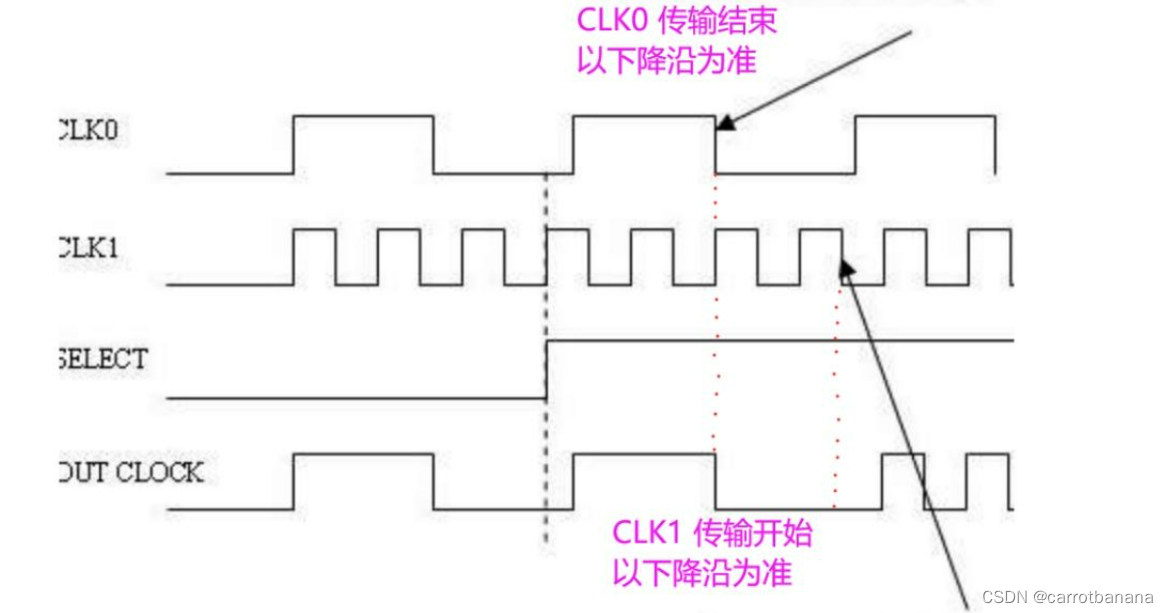 CLK0 传输结束
以下降沿为准
CLK0
CLK1
SELECT
OUT CLOCK
CLK1 传输开始
以下降沿为准
CSDN @carrotbanana